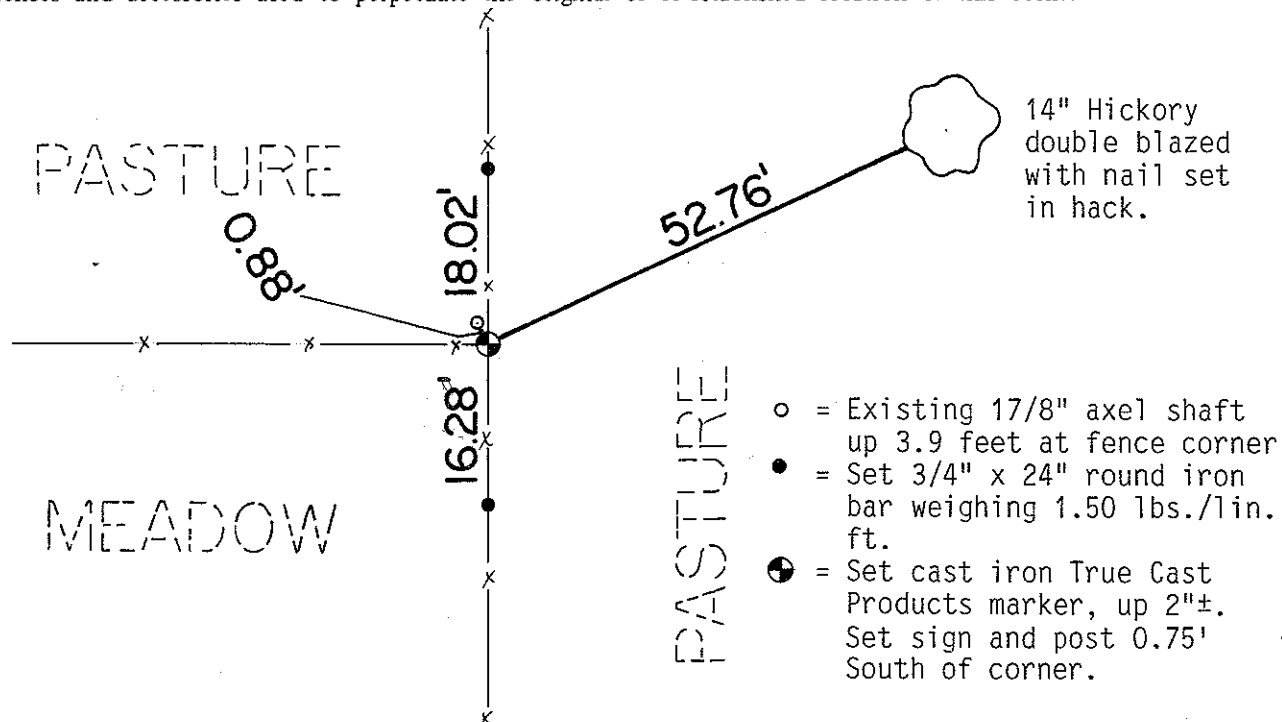 PASTURE
0.88'
18.02'
52.76'
14" Hickory
double blazed
with nail set
in hack.
16.28'
MEADOW
PASTURE
o = Existing 17/8" axel shaft
up 3.9 feet at fence corner
● = Set 3/4" x 24" round iron
bar weighing 1.50 lbs./lin.
ft.
= Set cast iron True Cast
Products marker, up 2"±.
Set sign and post 0.75'
South of corner.